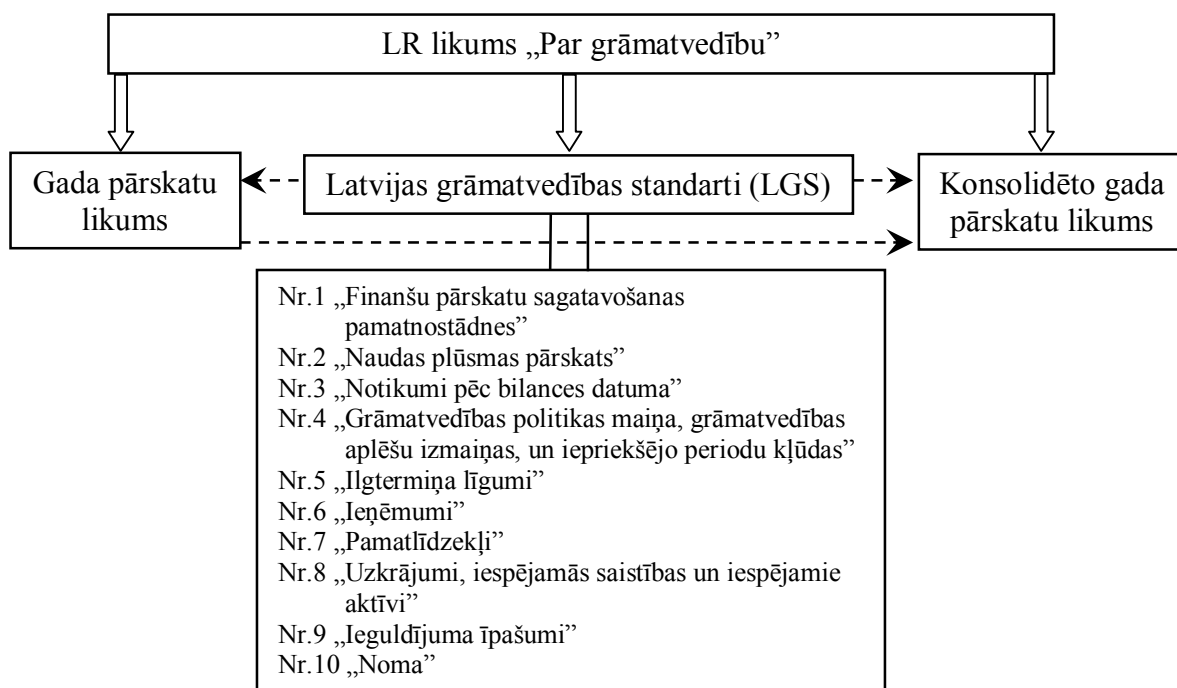 LR likums „Par grāmatvedību”
Gada pārskatu
likums
Latvijas grāmatvedības standarti (LGS)
Konsolidēto gada
pārskatu likums
Nr.1 „Finanšu pārskatu sagatavošanas
pamatnostādnes”
Nr.2 „Naudas plūsmas pārskats”
Nr.3 „Notikumi pēc bilances datuma”
Nr.4 „Grāmatvedības politikas maiņa, grāmatvedības
aplēšu izmaiņas, un iepriekšējo periodu kļūdas”
Nr.5 „Ilgtermiņa līgumi”
Nr.6 „Ieņēmumi”
Nr.7 „Pamatlīdzekļi”
Nr.8 „Uzkrājumi, iespējamās saistības un iespējamie
aktīvi”
Nr.9 „Ieguldījuma īpašumi”
Nr.10 „Noma”